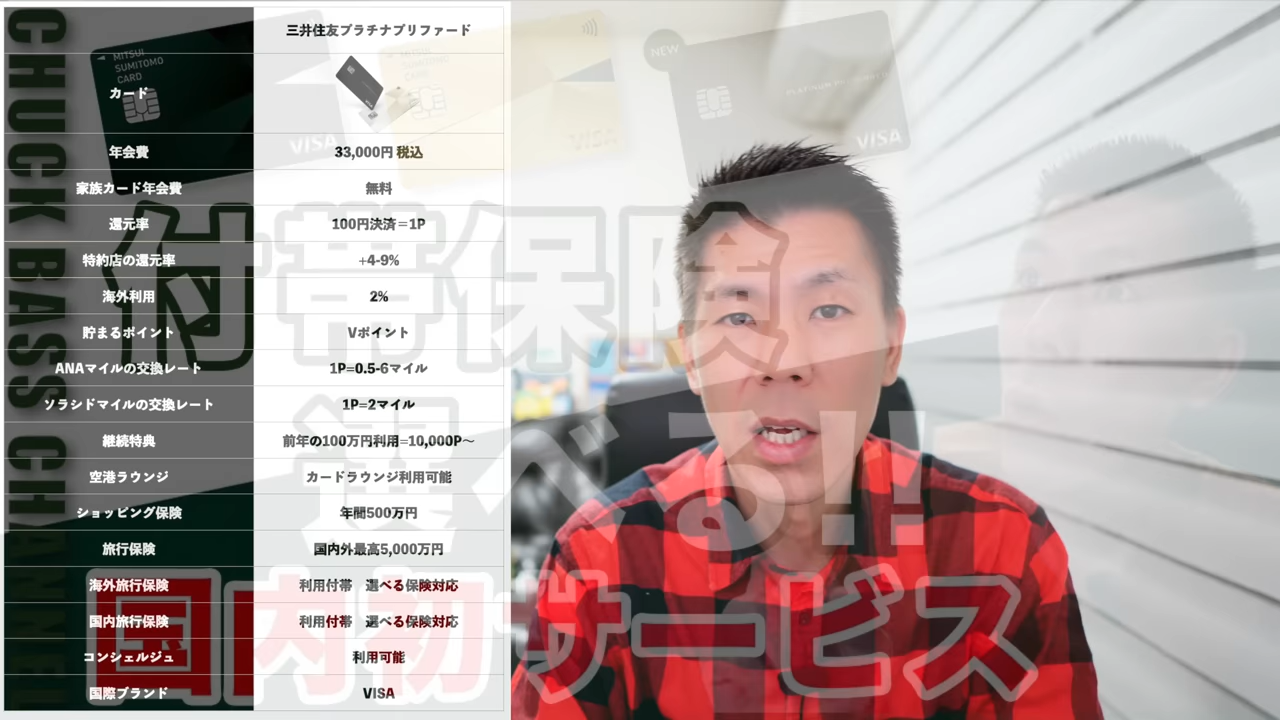 三井住友プラチナプリファード
カード
年会費 33,000円 税込
家族カード年会費 無料
還元率 100円決済=1P
特約店の還元率 +4-9%
海外利用 2%
貯まるポイント Vポイント
ANAマイルの交換レート 1P=0.5-6マイル
ソラシドマイルの交換レート 1P=2マイル
継続特典 前年の100万円利用=10,000P〜
空港ラウンジ カードラウンジ利用可能
ショッピング保険 年間500万円
旅行保険 国内外最高5,000万円
海外旅行保険 利用付帯 選べる保険対応
国内旅行保険 利用付帯 選べる保険対応
コンシェルジュ 利用可能
国際ブランド VISA
CHUCK BASS CHANNEL
MITSUI
SUMITOMO
CARD
VISA
MITSUI
SUMITOMO
CARD
VISA
NEW
VISA
付帯保険
選べる!!
国内初サービス